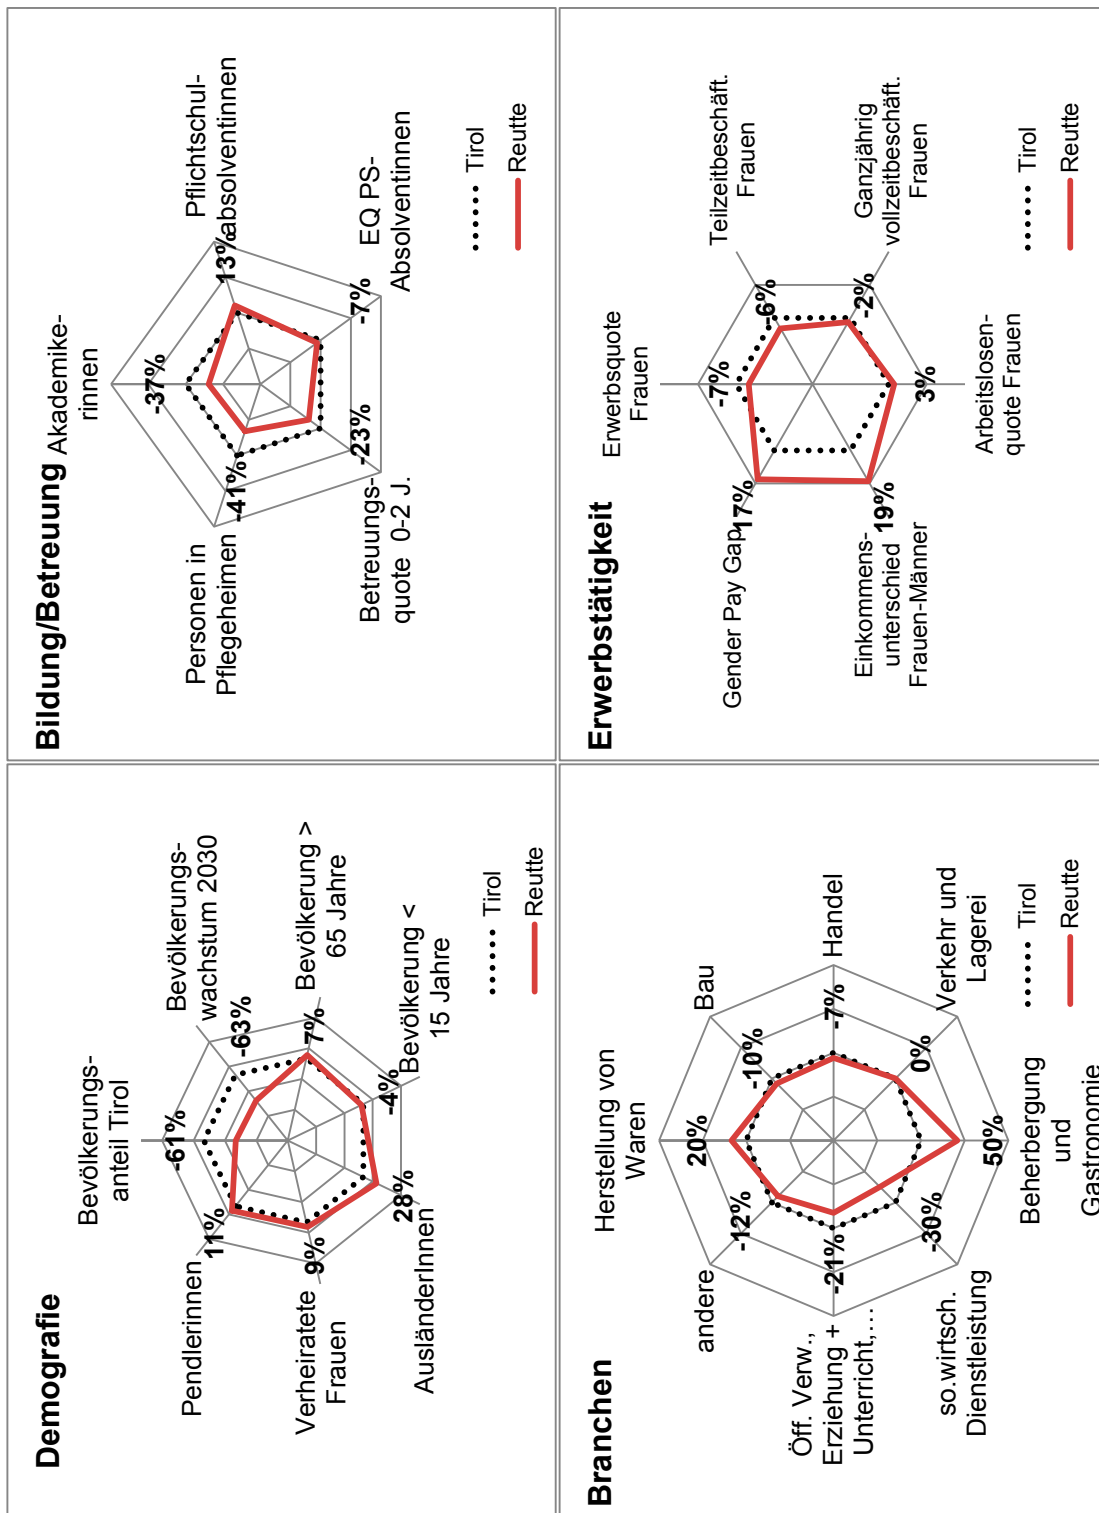 Demografie
Bevölkerungs-
anteil Tirol
Bevölkerungs-
wachstum 2030
Bevölkerung >
65 Jahre
Bevölkerung <
15 Jahre
AusländerInnen
Verheiratete
Frauen
Pendlerinnen
-61%
-63%
7%
-4%
28%
9%
11%
Tirol
Reutte
Bildung/Betreuung
Akademike-
rinnen
Pflichtschul-
absolventinnen
EQ PS-
Absolventinnen
Betreuungs-
quote 0-2 J.
Personen in
Pflegeheimen
-37%
13%
-7%
-23%
-41%
Tirol
Reutte
Branchen
Herstellung von
Waren
Bau
Handel
Verkehr und
Lagerei
Beherbergung
und
Gastronomie
so.wirtsch.
Dienstleistung
Öff. Verw.,
Erziehung +
Unterricht,…
andere
20%
-10%
-7%
0%
50%
-30%
-21%
-12%
Tirol
Reutte
Erwerbstätigkeit
Erwerbsquote
Frauen
Teilzeitbeschäft.
Frauen
Ganzjährig
vollzeitbeschäft.
Frauen
Arbeitslosen-
quote Frauen
Einkommens-
unterschied
Frauen-Männer
Gender Pay Gap
-7%
-6%
-2%
3%
19%
17%
Tirol
Reutte